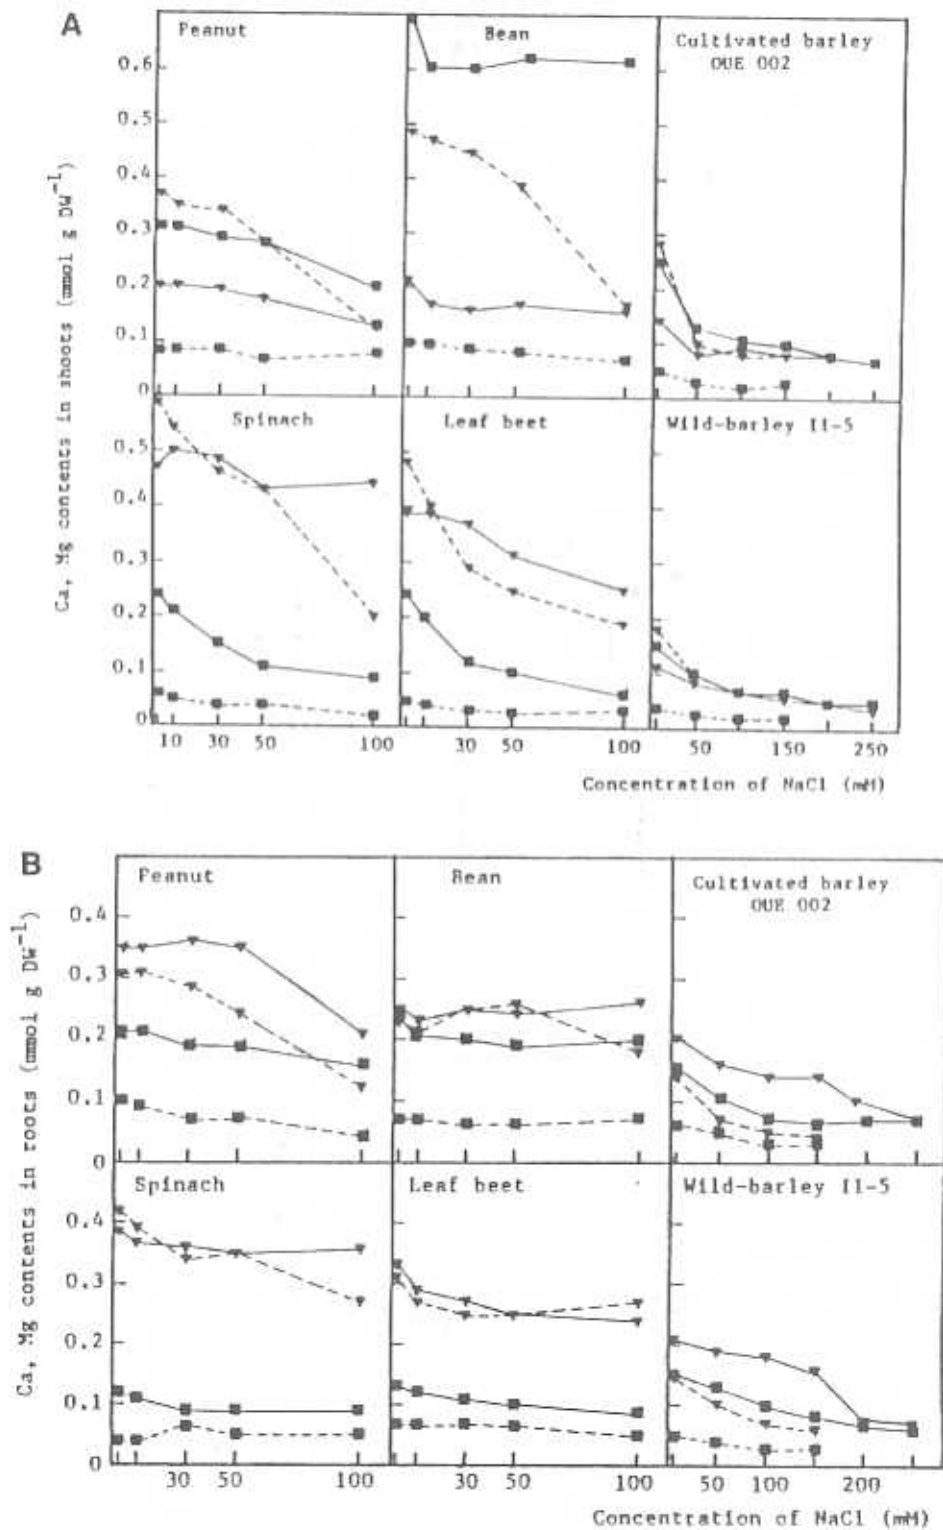 A
Peanut
Bean
Cultivated barley
OUE 002
0.6
0.5
0.4
0.3
0.2
0.1
0
Ca, Mg contents in shoots (mmol g DW⁻¹)
Spinach
Leaf beet
Wild-barley II-5
0.5
0.4
0.3
0.2
0.1
0
10 30 50 100
30 50 100
50 150 250
Concentration of NaCl (mM)
B
Peanut
Bean
Cultivated barley
OUE 002
0.4
0.3
0.2
0.1
0
Ca, Mg contents in roots (mmol g DW⁻¹)
Spinach
Leaf beet
Wild-barley II-5
0.4
0.3
0.2
0.1
0
30 50 100
30 50 100
50 100 200
Concentration of NaCl (mM)